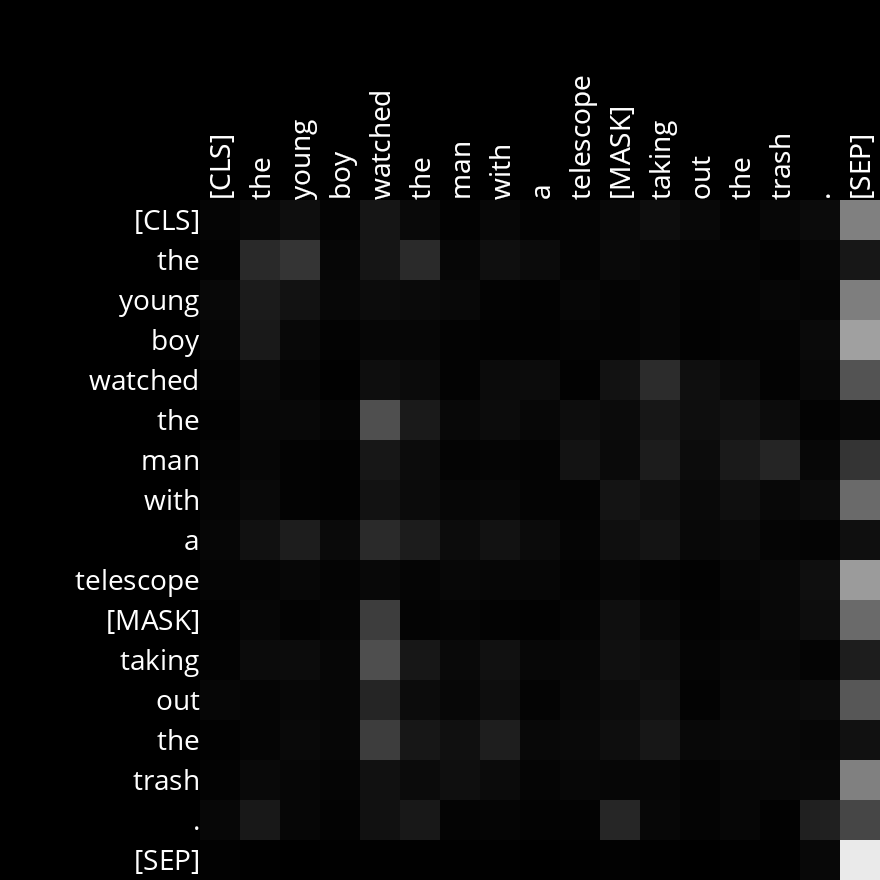 [CLS] the young boy watched the man with a telescope [MASK] taking out the trash . [SEP]
[CLS]
the
young
boy
watched
the
man
with
a
telescope
[MASK]
taking
out
the
trash
.
[SEP]